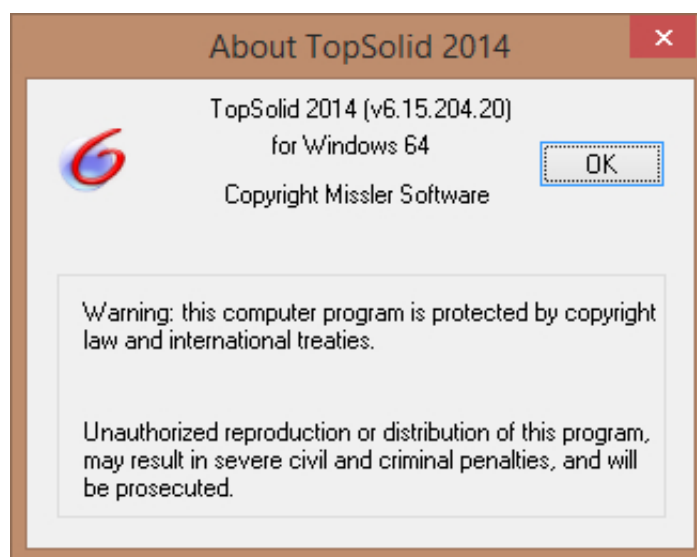 About TopSolid 2014
×
6
TopSolid 2014 (v6.15.204.20)
for Windows 64
OK
Copyright Missler Software
Warning: this computer program is protected by copyright
law and international treaties.
Unauthorized reproduction or distribution of this program,
may result in severe civil and criminal penalties, and will
be prosecuted.